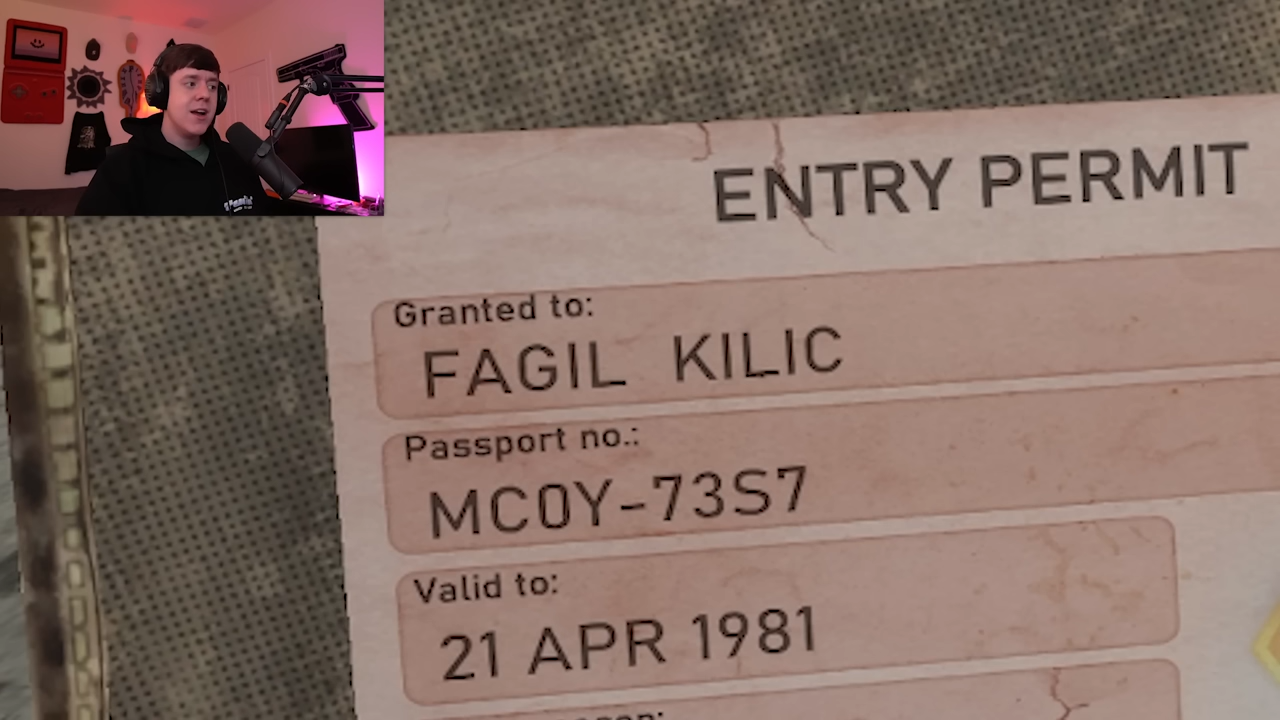 ENTRY PERMIT
Granted to:
FAGIL KILIC
Passport no.:
MC0Y-73S7
Valid to:
21 APR 1981